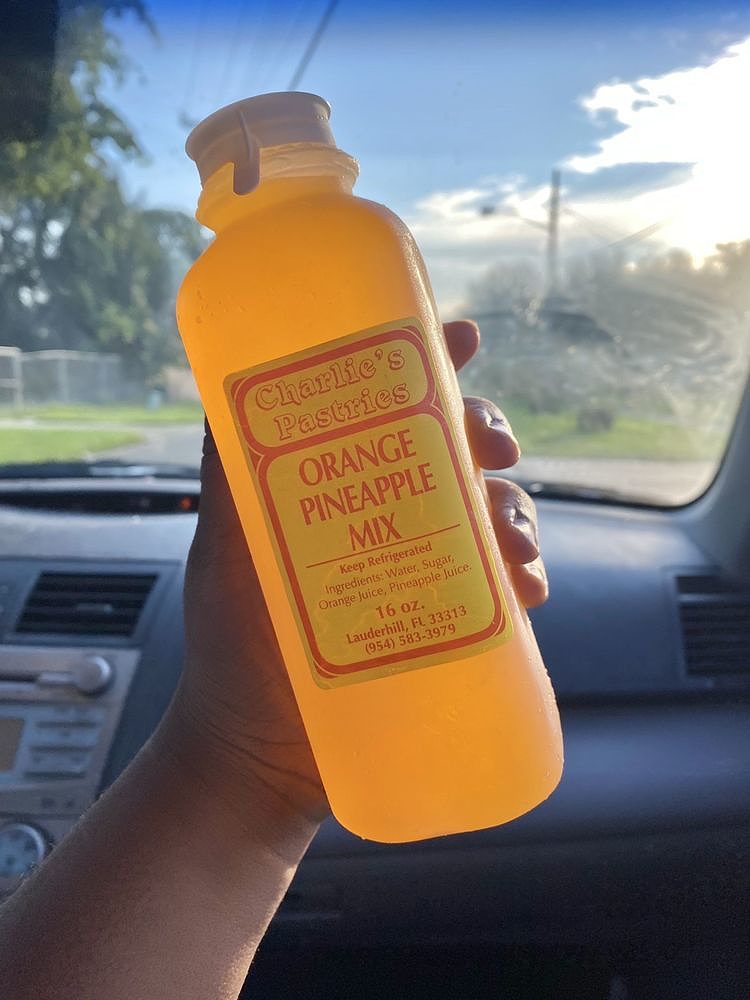 Charlie's
Pastries
ORANGE
PINEAPPLE
MIX
Keep Refrigerated
Ingredients: Water, Sugar,
Orange Juice, Pineapple Juice.
16 oz.
Lauderhill, FL 33313
(954) 583-3979